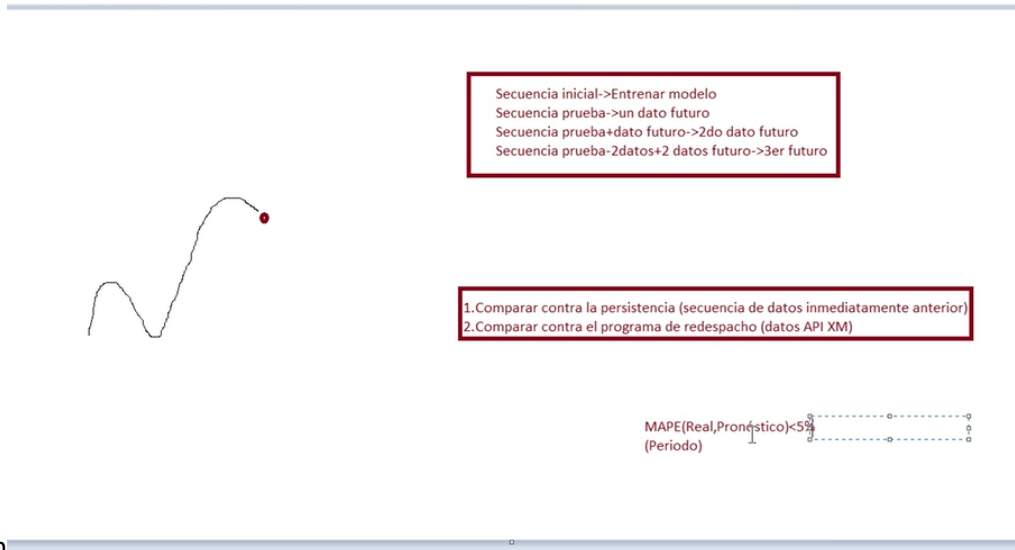 Secuencia inicial->Entrenar modelo
Secuencia prueba->un dato futuro
Secuencia prueba+dato futuro->2do dato futuro
Secuencia prueba-2datos+2 datos futuro->3er futuro
1.Comparar contra la persistencia (secuencia de datos inmediatamente anterior)
2.Comparar contra el programa de redespacho (datos API XM)
MAPE(Real,Pronóstico)<5%
(Periodo)